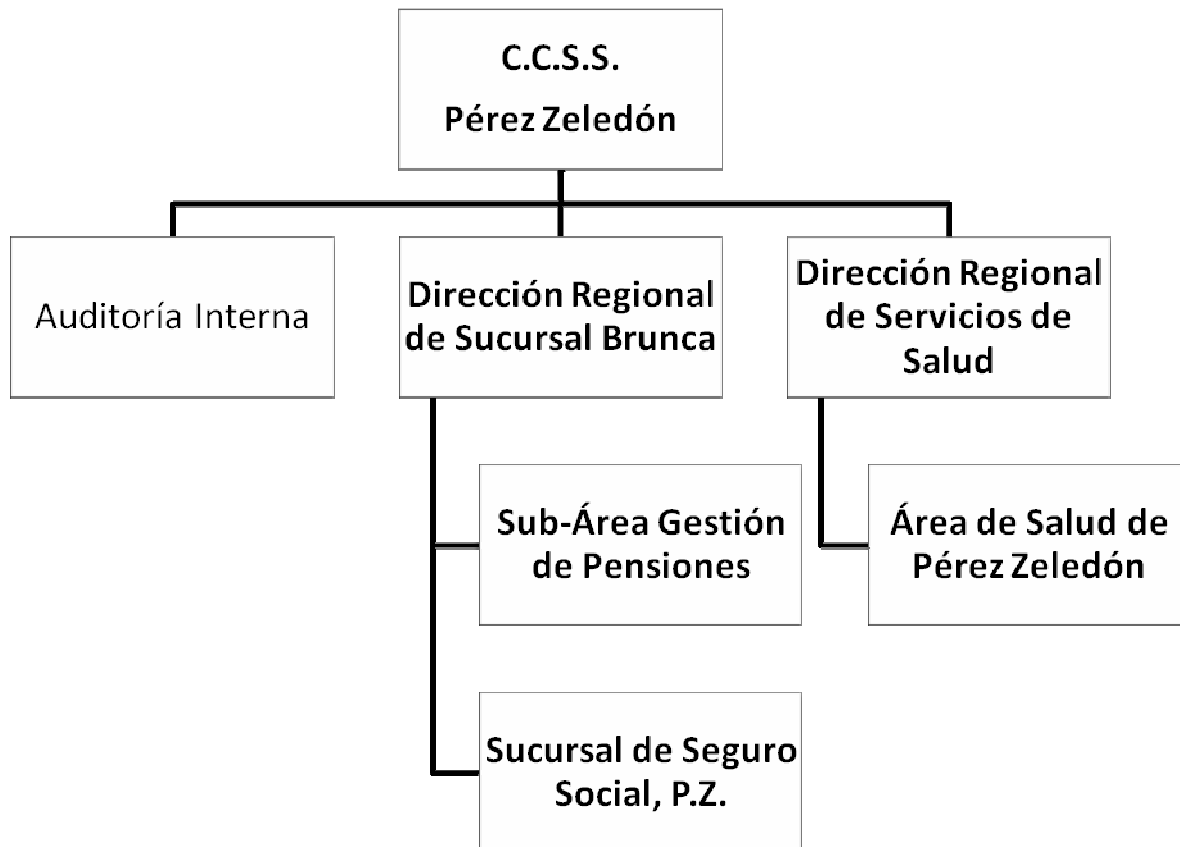 C.C.S.S.
Pérez Zeledón
Auditoría Interna
Dirección Regional
de Sucursal Brunca
Dirección Regional
de Servicios de
Salud
Sub-Área Gestión
de Pensiones
Área de Salud de
Pérez Zeledón
Sucursal de Seguro
Social, P.Z.